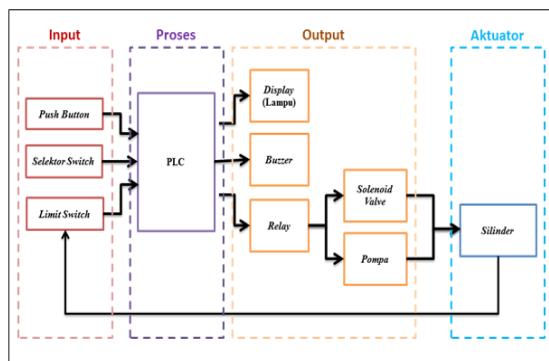 Input
Proses
Output
Aktuator
Push Button
Selektor Switch
Limit Switch
PLC
Display
(Lampu)
Buzzer
Relay
Solenoid
Valve
Pompa
Silinder